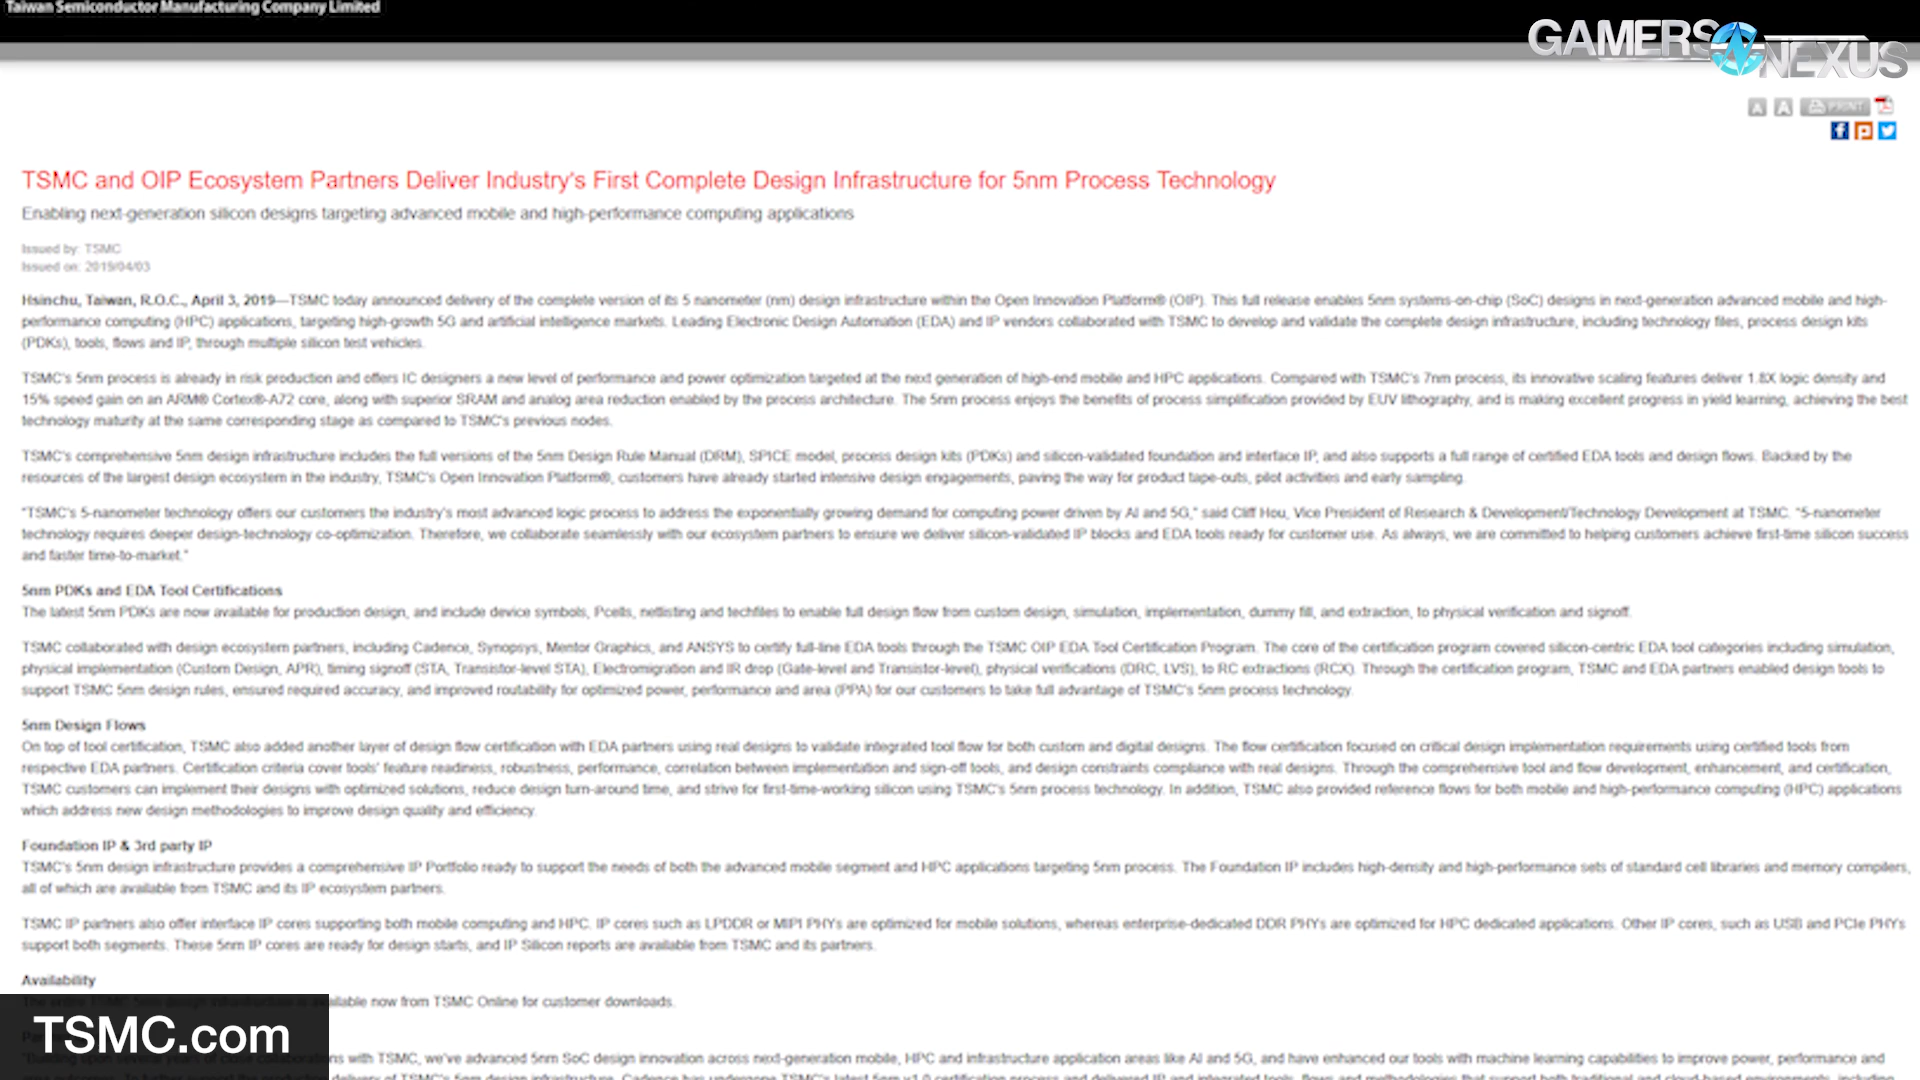 Taiwan Semiconductor Manufacturing Company Limited
GAMERS NEXUS
A A PRINT
TSMC and OIP Ecosystem Partners Deliver Industry's First Complete Design Infrastructure for 5nm Process Technology
Enabling next-generation silicon designs targeting advanced mobile and high-performance computing applications
Issued by: TSMC
Issued on: 2019/04/03
Hsinchu, Taiwan, R.O.C., April 3, 2019—TSMC today announced delivery of the complete version of its 5 nanometer (nm) design infrastructure within the Open Innovation Platform® (OIP). This full release enables 5nm systems-on-chip (SoC) designs in next-generation advanced mobile and high-
performance computing (HPC) applications, targeting high-growth 5G and artificial intelligence markets. Leading Electronic Design Automation (EDA) and IP vendors collaborated with TSMC to develop and validate the complete design infrastructure, including technology files, process design kits
(PDKs), tools, flows and IP, through multiple silicon test vehicles.
TSMC's 5nm process is already in risk production and offers IC designers a new level of performance and power optimization targeted at the next generation of high-end mobile and HPC applications. Compared with TSMC's 7nm process, its innovative scaling features deliver 1.8X logic density and
15% speed gain on an ARM® Cortex®-A72 core, along with superior SRAM and analog area reduction enabled by the process architecture. The 5nm process enjoys the benefits of process simplification provided by EUV lithography, and is making excellent progress in yield learning, achieving the best
technology maturity at the same corresponding stage as compared to TSMC's previous nodes.
TSMC's comprehensive 5nm design infrastructure includes the full versions of the 5nm Design Rule Manual (DRM), SPICE model, process design kits (PDKs) and silicon-validated foundation and interface IP, and also supports a full range of certified EDA tools and design flows. Backed by the
resources of the largest design ecosystem in the industry, TSMC's Open Innovation Platform®, customers have already started intensive design engagements, paving the way for product tape-outs, pilot activities and early sampling.
"TSMC's 5-nanometer technology offers our customers the industry's most advanced logic process to address the exponentially growing demand for computing power driven by AI and 5G," said Cliff Hou, Vice President of Research & Development/Technology Development at TSMC. "5-nanometer
technology requires deeper design-technology co-optimization. Therefore, we collaborate seamlessly with our ecosystem partners to ensure we deliver silicon-validated IP blocks and EDA tools ready for customer use. As always, we are committed to helping customers achieve first-time silicon success
and faster time-to-market."
5nm PDKs and EDA Tool Certifications
The latest 5nm PDKs are now available for production design, and include device symbols, Pcells, netlisting and techfiles to enable full design flow from custom design, simulation, implementation, dummy fill, and extraction, to physical verification and signoff.
TSMC collaborated with design ecosystem partners, including Cadence, Synopsys, Mentor Graphics, and ANSYS to certify full-line EDA tools through the TSMC OIP EDA Tool Certification Program. The core of the certification program covered silicon-centric EDA tool categories including simulation,
physical implementation (Custom Design, APR), timing signoff (STA, Transistor-level STA), Electromigration and IR drop (Gate-level and Transistor-level), physical verifications (DRC, LVS), to RC extractions (RCX). Through the certification program, TSMC and EDA partners enabled design tools to
support TSMC 5nm design rules, ensured required accuracy, and improved routability for optimized power, performance and area (PPA) for our customers to take full advantage of TSMC's 5nm process technology.
5nm Design Flows
On top of tool certification, TSMC also added another layer of design flow certification with EDA partners using real designs to validate integrated tool flow for both custom and digital designs. The flow certification focused on critical design implementation requirements using certified tools from
respective EDA partners. Certification criteria cover tools' feature readiness, robustness, performance, correlation between implementation and sign-off tools, and design constraints compliance with real designs. Through the comprehensive tool and flow development, enhancement, and certification,
TSMC customers can implement their designs with optimized solutions, reduce design turn-around time, and strive for first-time-working silicon using TSMC's 5nm process technology. In addition, TSMC also provided reference flows for both mobile and high-performance computing (HPC) applications
which address new design methodologies to improve design quality and efficiency.
Foundation IP & 3rd party IP
TSMC's 5nm design infrastructure provides a comprehensive IP Portfolio ready to support the needs of both the advanced mobile segment and HPC applications targeting 5nm process. The Foundation IP includes high-density and high-performance sets of standard cell libraries and memory compilers,
all of which are available from TSMC and its IP ecosystem partners.
TSMC IP partners also offer interface IP cores supporting both mobile computing and HPC. IP cores such as LPDDR or MIPI PHYs are optimized for mobile solutions, whereas enterprise-dedicated DDR PHYs are optimized for HPC dedicated applications. Other IP cores, such as USB and PCIe PHYs
support both segments. These 5nm IP cores are ready for design starts, and IP Silicon reports are available from TSMC and its partners.
Availability
available now from TSMC Online for customer downloads.
TSMC.com
with TSMC, we've advanced 5nm SoC design innovation across next-generation mobile, HPC and infrastructure application areas like AI and 5G, and have enhanced our tools with machine learning capabilities to improve power, performance and
delivery of TSMC's 5nm design infrastructure, Cadence has undergone TSMC's latest 5nm v1.0 certification process and delivered IP and integrated tools, flows and methodologies that support both traditional and cloud-based environments, including